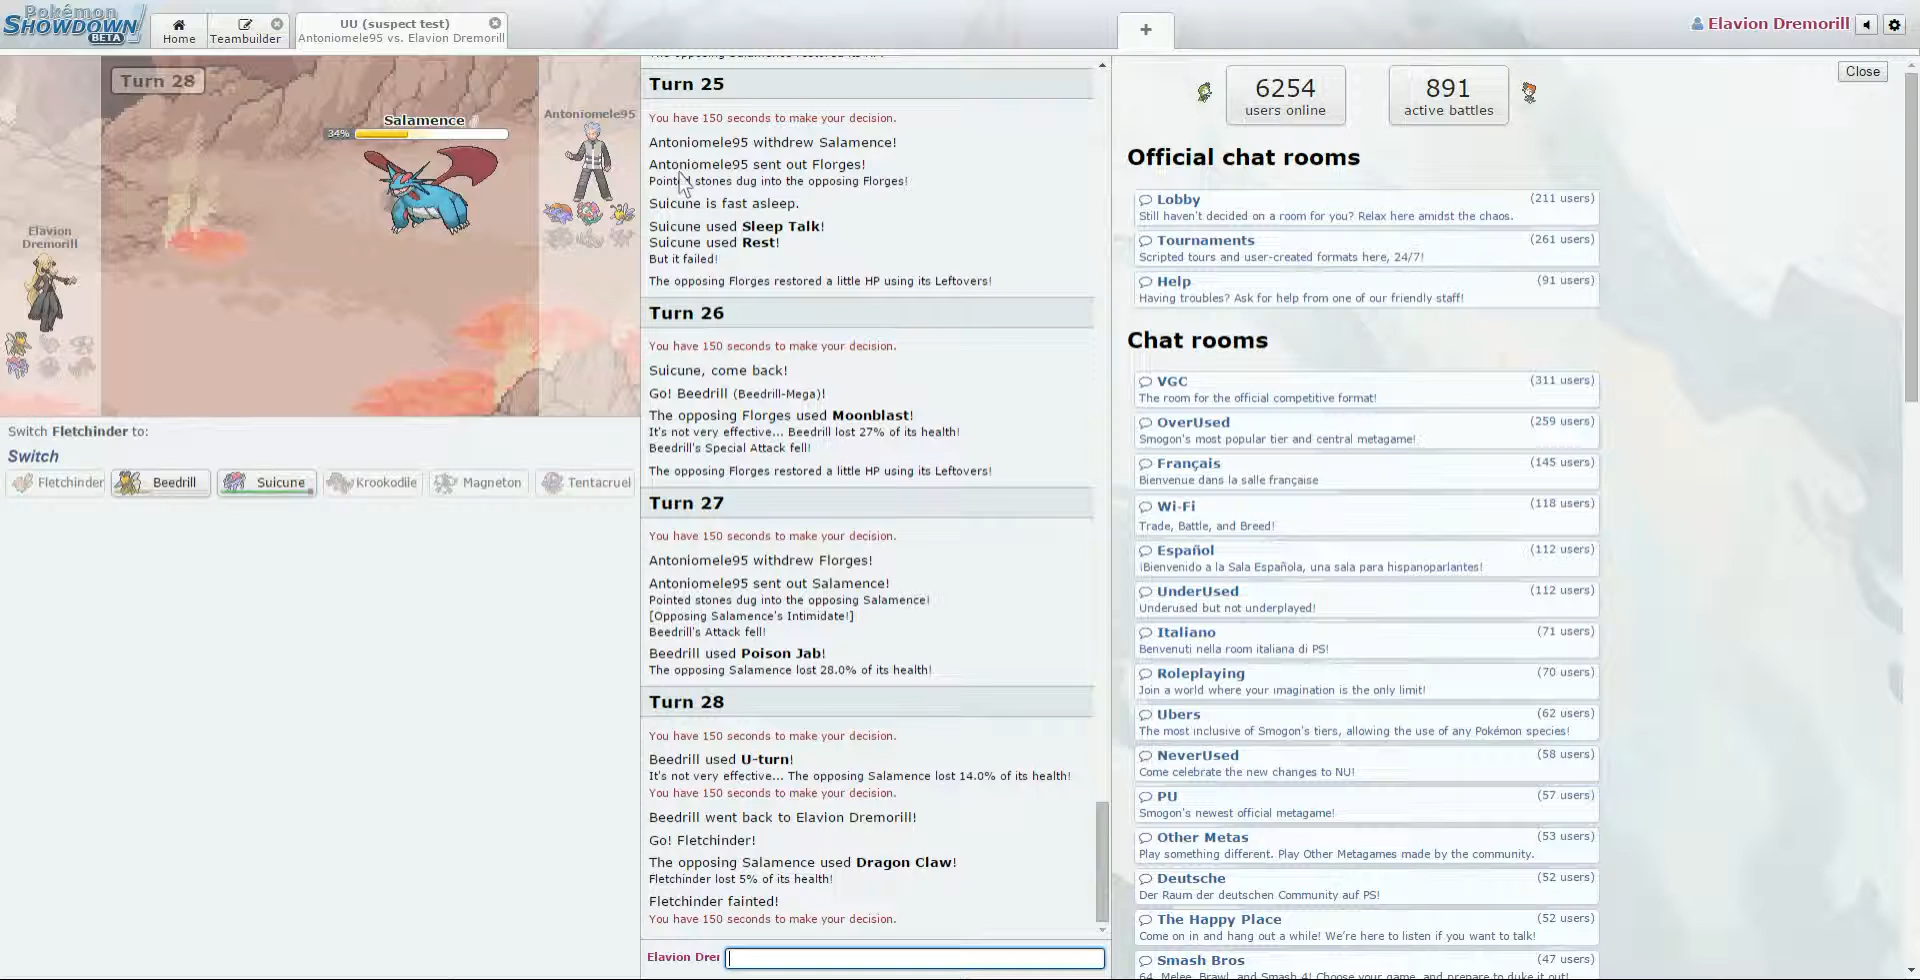 Pokémon
SHOWDOWN!
BETA
Home
Teambuilder
UU (suspect test)
Antoniomele95 vs. Elavion Dremorill
+
Elavion Dremorill
Turn 28
Salamence
34%
Antoniomele95
Elavion
Dremorill
Switch Fletchinder to:
Switch
Fletchinder
Beedrill
Suicune
Krookodile
Magneton
Tentacruel
Turn 25
You have 150 seconds to make your decision.
Antoniomele95 withdrew Salamence!
Antoniomele95 sent out Florges!
Pointed stones dug into the opposing Florges!
Suicune is fast asleep.
Suicune used Sleep Talk!
Suicune used Rest!
But it failed!
The opposing Florges restored a little HP using its Leftovers!
Turn 26
You have 150 seconds to make your decision.
Suicune, come back!
Go! Beedrill (Beedrill-Mega)!
The opposing Florges used Moonblast!
It's not very effective... Beedrill lost 27% of its health!
Beedrill's Special Attack fell!
The opposing Florges restored a little HP using its Leftovers!
Turn 27
You have 150 seconds to make your decision.
Antoniomele95 withdrew Florges!
Antoniomele95 sent out Salamence!
Pointed stones dug into the opposing Salamence!
[Opposing Salamence's Intimidate!]
Beedrill's Attack fell!
Beedrill used Poison Jab!
The opposing Salamence lost 28.0% of its health!
Turn 28
You have 150 seconds to make your decision.
Beedrill used U-turn!
It's not very effective... The opposing Salamence lost 14.0% of its health!
You have 150 seconds to make your decision.
Beedrill went back to Elavion Dremorill!
Go! Fletchinder!
The opposing Salamence used Dragon Claw!
Fletchinder lost 5% of its health!
Fletchinder fainted!
You have 150 seconds to make your decision.
Elavion Drer
Close
6254
users online
891
active battles
Official chat rooms
Lobby (211 users)
Still haven't decided on a room for you? Relax here amidst the chaos.
Tournaments (261 users)
Scripted tours and user-created formats here, 24/7!
Help (91 users)
Having troubles? Ask for help from one of our friendly staff!
Chat rooms
VGC (311 users)
The room for the official competitive format!
OverUsed (259 users)
Smogon's most popular tier and central metagame!
Français (145 users)
Bienvenue dans la salle française
Wi-Fi (118 users)
Trade, Battle, and Breed!
Español (112 users)
¡Bienvenido a la Sala Española, una sala para hispanoparlantes!
UnderUsed (112 users)
Underused but not underplayed!
Italiano (71 users)
Benvenuti nella room italiana di PS!
Roleplaying (70 users)
Join a world where your imagination is the only limit!
Ubers (62 users)
The most inclusive of Smogon's tiers, allowing the use of any Pokémon species!
NeverUsed (58 users)
Come celebrate the new changes to NU!
PU (57 users)
Smogon's newest official metagame!
Other Metas (53 users)
Play something different. Play Other Metagames made by the community.
Deutsche (52 users)
Der Raum der deutschen Community auf PS!
The Happy Place (52 users)
Come on in and hang out a while! We're here to listen if you want to talk!
Smash Bros (47 users)
64, Melee, Brawl, and Smash 4! Choose your game, and prepare to duke it out!